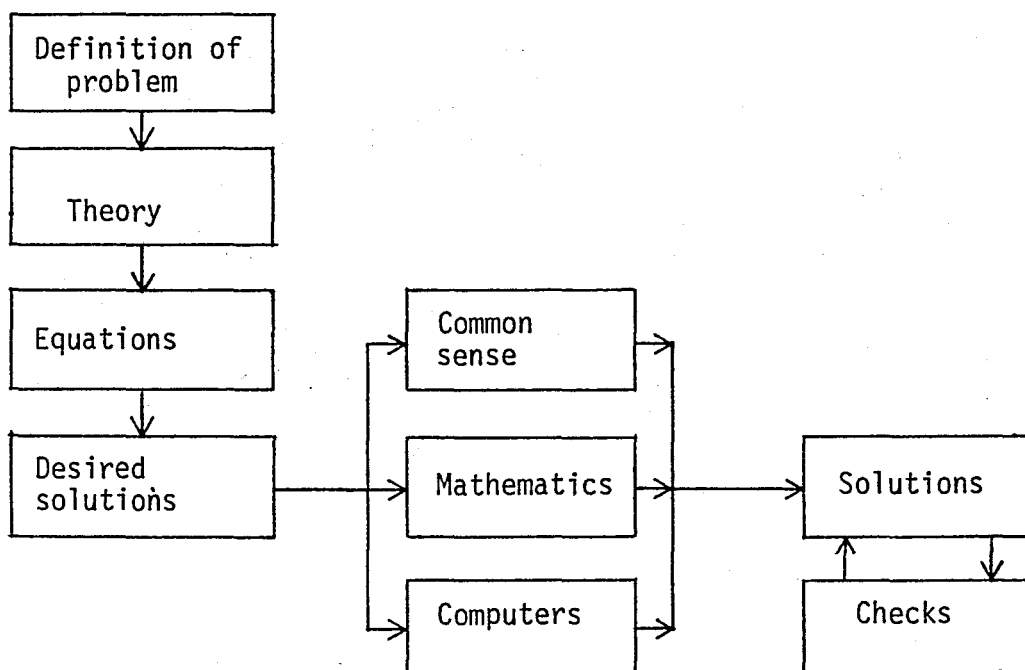 Definition of
problem
Theory
Equations
Desired
solutions
Common
sense
Mathematics
Computers
Solutions
Checks